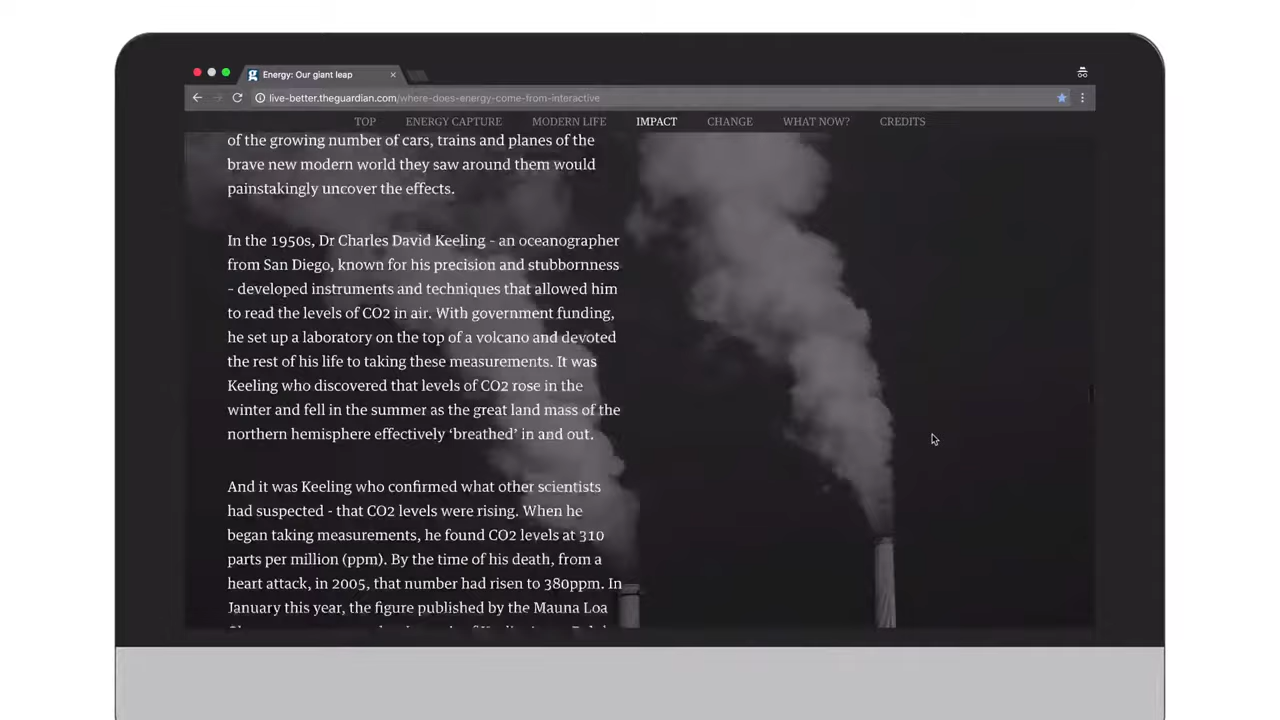 Energy: Our giant leap
live-better.theguardian.com/where-does-energy-come-from-interactive
TOP ENERGY CAPTURE MODERN LIFE IMPACT CHANGE WHAT NOW? CREDITS
of the growing number of cars, trains and planes of the
brave new modern world they saw around them would
painstakingly uncover the effects.
In the 1950s, Dr Charles David Keeling - an oceanographer
from San Diego, known for his precision and stubbornness
- developed instruments and techniques that allowed him
to read the levels of CO2 in air. With government funding,
he set up a laboratory on the top of a volcano and devoted
the rest of his life to taking these measurements. It was
Keeling who discovered that levels of CO2 rose in the
winter and fell in the summer as the great land mass of the
northern hemisphere effectively ‘breathed’ in and out.
And it was Keeling who confirmed what other scientists
had suspected - that CO2 levels were rising. When he
began taking measurements, he found CO2 levels at 310
parts per million (ppm). By the time of his death, from a
heart attack, in 2005, that number had risen to 380ppm. In
January this year, the figure published by the Mauna Loa